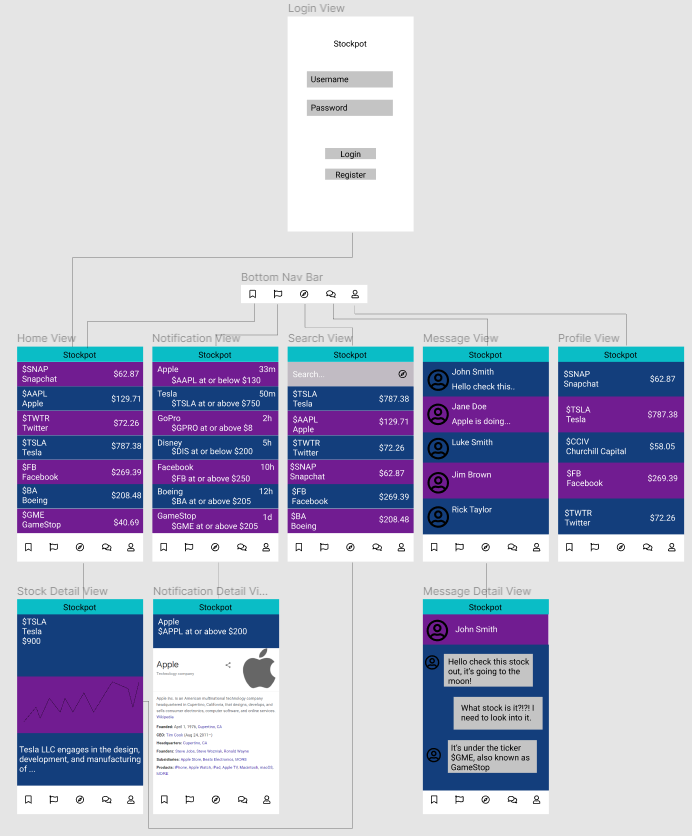 Login View
Stockpot
Username
Password
Login
Register
Bottom Nav Bar
Home View
Stockpot
$SNAP
Snapchat
$62.87
$AAPL
Apple
$129.71
$TWTR
Twitter
$72.26
$TSLA
Tesla
$787.38
$FB
Facebook
$269.39
$BA
Boeing
$208.48
$GME
GameStop
$40.69
Notification View
Stockpot
Apple 33m
$AAPL at or below $130
Tesla 50m
$TSLA at or above $750
GoPro 2h
$GPRO at or above $8
Disney 5h
$DIS at or below $200
Facebook 10h
$FB at or above $250
Boeing 12h
$BA at or above $205
GameStop 1d
$GME at or above $205
Search View
Stockpot
Search...
$TSLA
Tesla
$787.38
$AAPL
Apple
$129.71
$TWTR
Twitter
$72.26
$SNAP
Snapchat
$62.87
$FB
Facebook
$269.39
$BA
Boeing
$208.48
Message View
Stockpot
John Smith
Hello check this..
Jane Doe
Apple is doing...
Luke Smith
Jim Brown
Rick Taylor
Profile View
Stockpot
$SNAP
Snapchat
$62.87
$TSLA
Tesla
$787.38
$CCIV
Churchill Capital
$58.05
$FB
Facebook
$269.39
$TWTR
Twitter
$72.26
Stock Detail View
Stockpot
$TSLA
Tesla
$900
Tesla LLC engages in the design,
development, and manufacturing
of ...
Notification Detail Vi...
Stockpot
Apple
$APPL at or above $200
Apple
Technology company
Apple Inc. is an American multinational technology company
headquartered in Cupertino, California, that designs, develops, and
sells consumer electronics, computer software, and online services.
Wikipedia
Founded: April 1, 1976, Cupertino, CA
CEO: Tim Cook (Aug 24, 2011–)
Headquarters: Cupertino, CA
Founders: Steve Jobs, Steve Wozniak, Ronald Wayne
Subsidiaries: Apple Store, Beats Electronics, MORE
Products: iPhone, Apple Watch, iPad, Apple TV, Macintosh, macOS,
MORE
Message Detail View
Stockpot
John Smith
Hello check this stock
out, it's going to the
moon!
What stock is it?!?! I
need to look into it.
It's under the ticker
$GME, also known as
GameStop